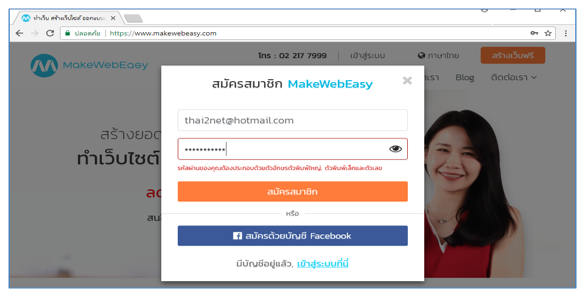 ทำเว็บ สร้างเว็บไซต์ ออกแบบ
ปลอดภัย | https://www.makewebeasy.com
โทร : 02 217 7999 | เข้าสู่ระบบ ภาษาไทย สร้างเว็บฟรี
MakeWebEasy
เรา Blog ติดต่อเรา
สมัครสมาชิก MakeWebEasy
thai2net@hotmail.com
รหัสผ่านของคุณต้องประกอบด้วยตัวอักษรตัวพิมพ์ใหญ่, ตัวพิมพ์เล็กและตัวเลข
สร้างยอด
ทำเว็บไซต์
ลด
สน
สมัครสมาชิก
หรือ
สมัครด้วยบัญชี Facebook
มีบัญชีอยู่แล้ว, เข้าสู่ระบบที่นี่